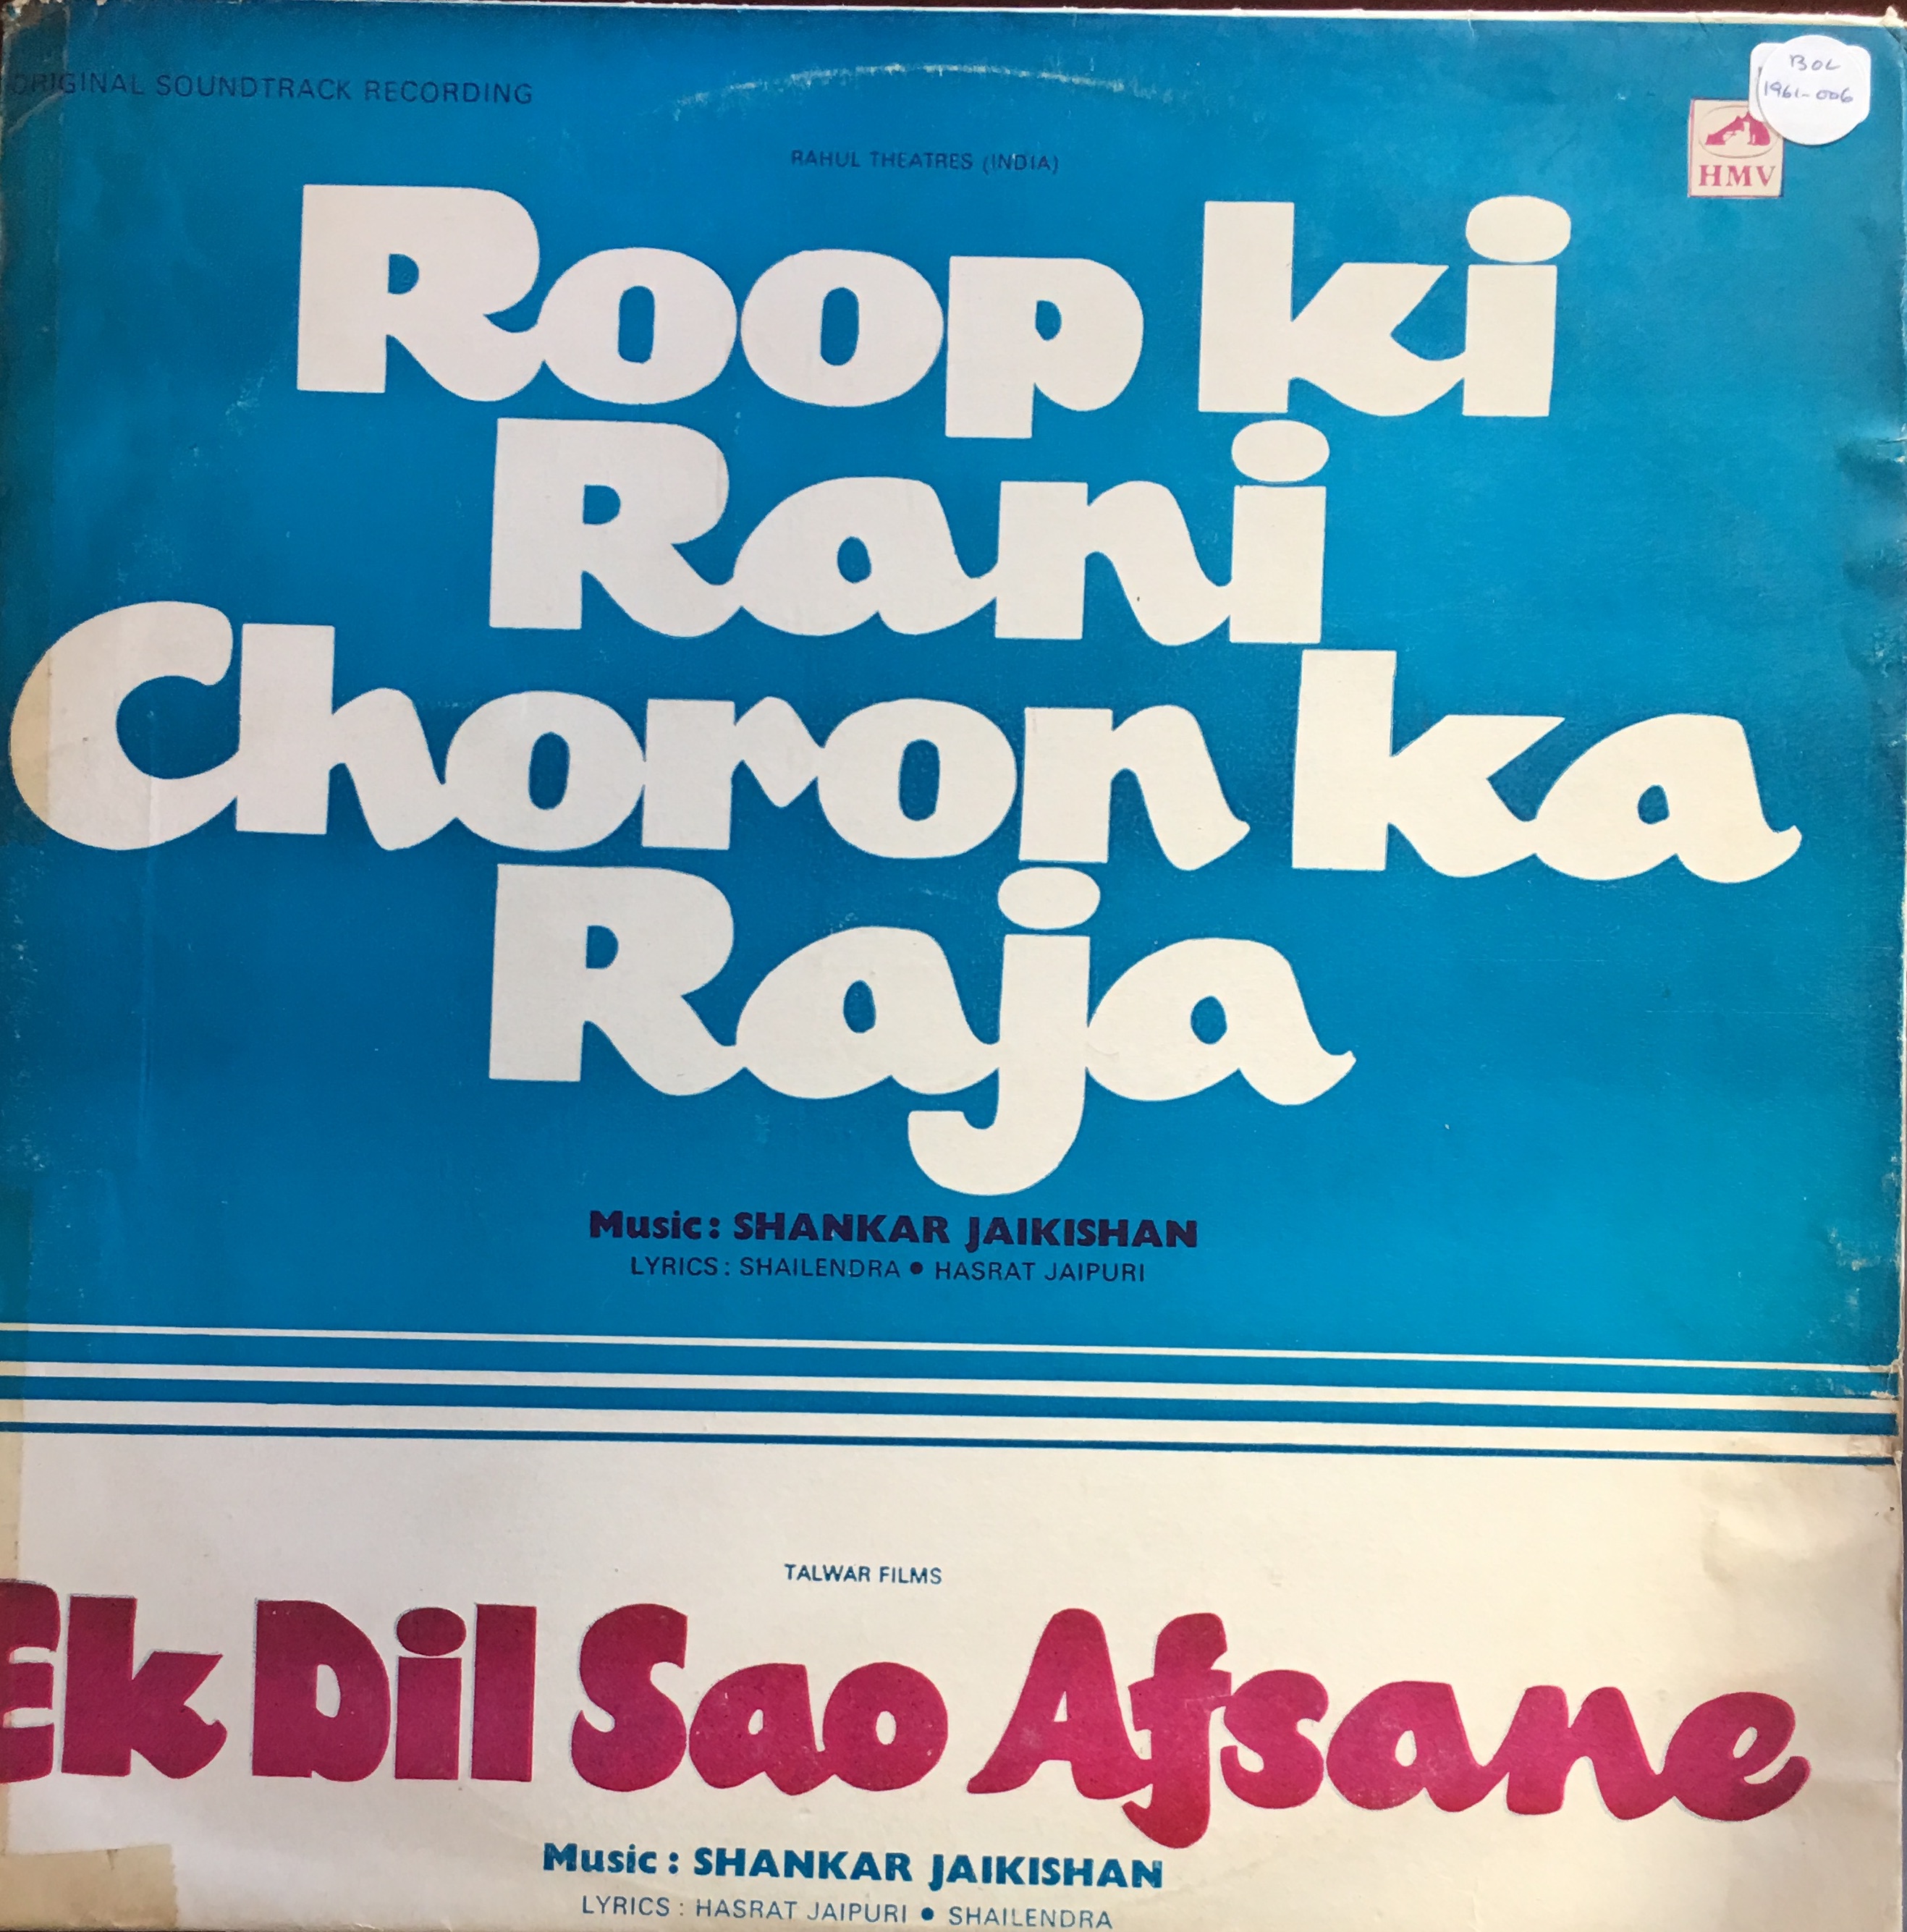 ORIGINAL SOUNDTRACK RECORDING
BOL
1961-006
HMV
RAHUL THEATRES (INDIA)
Roop ki
Rani
Choron ka
Raja
Music: SHANKAR JAIKISHAN
LYRICS: SHAILENDRA • HASRAT JAIPURI
TALWAR FILMS
Ek Dil Sao Afsane
Music: SHANKAR JAIKISHAN
LYRICS: HASRAT JAIPURI • SHAILENDRA